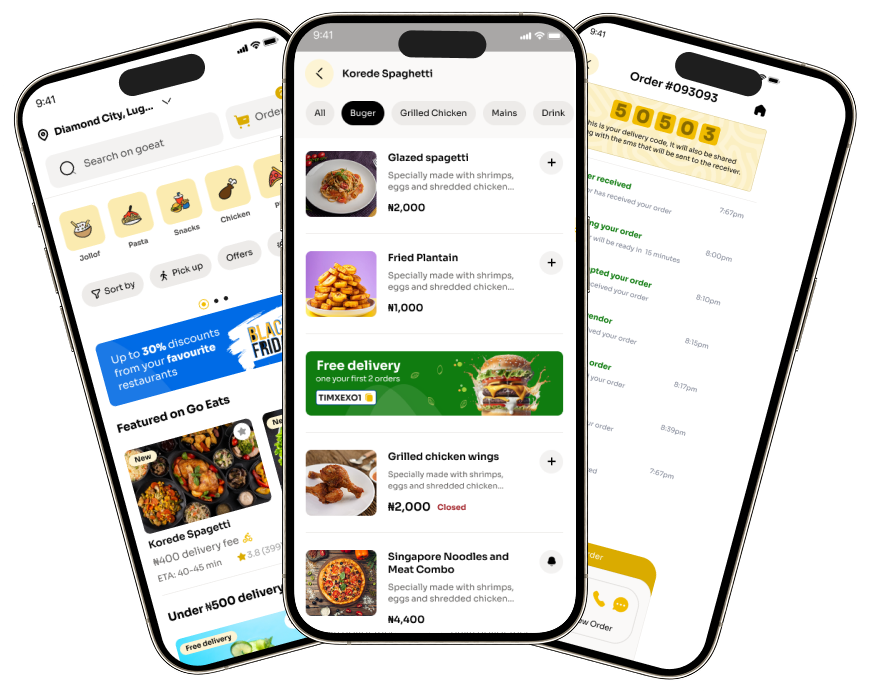 9:41
Diamond City, Lug...
Search on goeat
Order
Jollof
Pasta
Snacks
Chicken
Sort by
Pick up
Offers
Up to 30% discounts
from your favourite
restaurants
Featured on Go Eats
New
Korede Spagetti
₦400 delivery fee
ETA: 40-45 min
3.8 (399
Under ₦500 delivery
Free delivery
9:41
Korede Spaghetti
All
Buger
Grilled Chicken
Mains
Drink
Glazed spagetti
Specially made with shrimps,
eggs and shredded chicken...
₦2,000
Fried Plantain
Specially made with shrimps,
eggs and shredded chicken...
₦1,000
Free delivery
one your first 2 orders
TIMXEXO1
Grilled chicken wings
Specially made with shrimps,
eggs and shredded chicken...
₦2,000 Closed
Singapore Noodles and
Meat Combo
Specially made with shrimps,
eggs and shredded chicken...
₦4,400
9:41
Order #093093
5 0 5 0 3
his is your delivery code, it will also be shared
g with the sms that will be sent to the receiver.
er received
r has received your order
7:67pm
ng your order
r will be ready in 15 minutes
8:00pm
pted your order
ceived your order
8:10pm
endor
ved your order
8:15pm
order
your order
8:17pm
ur order
8:39pm
ed
7:67pm
rder
ew Order